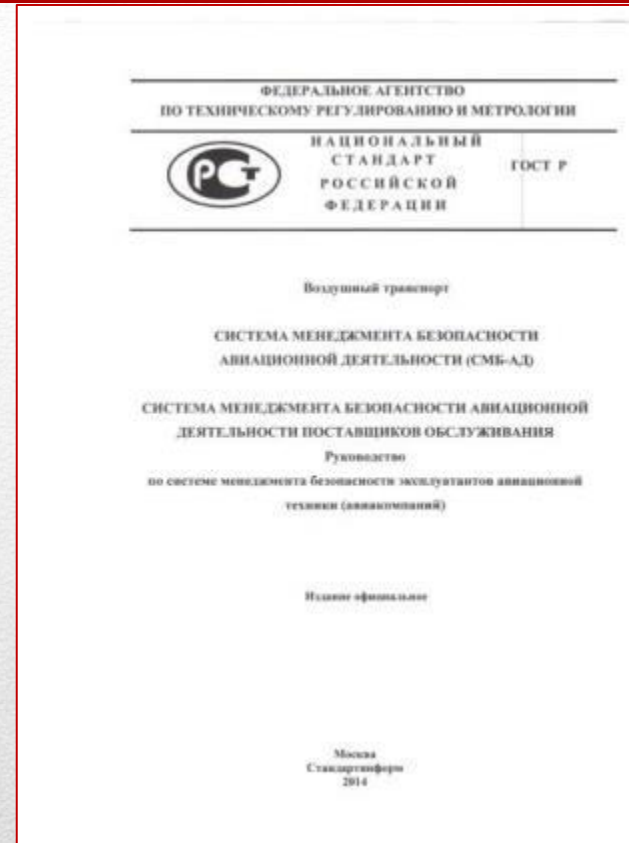 ФЕДЕРАЛЬНОЕ АГЕНТСТВО
ПО ТЕХНИЧЕСКОМУ РЕГУЛИРОВАНИЮ И МЕТРОЛОГИИ
НАЦИОНАЛЬНЫЙ
СТАНДАРТ
РОССИЙСКОЙ
ФЕДЕРАЦИИ
РСТ
ГОСТ Р
Воздушный транспорт
СИСТЕМА МЕНЕДЖМЕНТА БЕЗОПАСНОСТИ
АВИАЦИОННОЙ ДЕЯТЕЛЬНОСТИ (СМБ-АД)
СИСТЕМА МЕНЕДЖМЕНТА БЕЗОПАСНОСТИ АВИАЦИОННОЙ
ДЕЯТЕЛЬНОСТИ ПОСТАВЩИКОВ ОБСЛУЖИВАНИЯ
Руководство
по системе менеджмента безопасности эксплуатантов авиационной
техники (авиакомпаний)
Издание официальное
Москва
Стандартинформ
2014